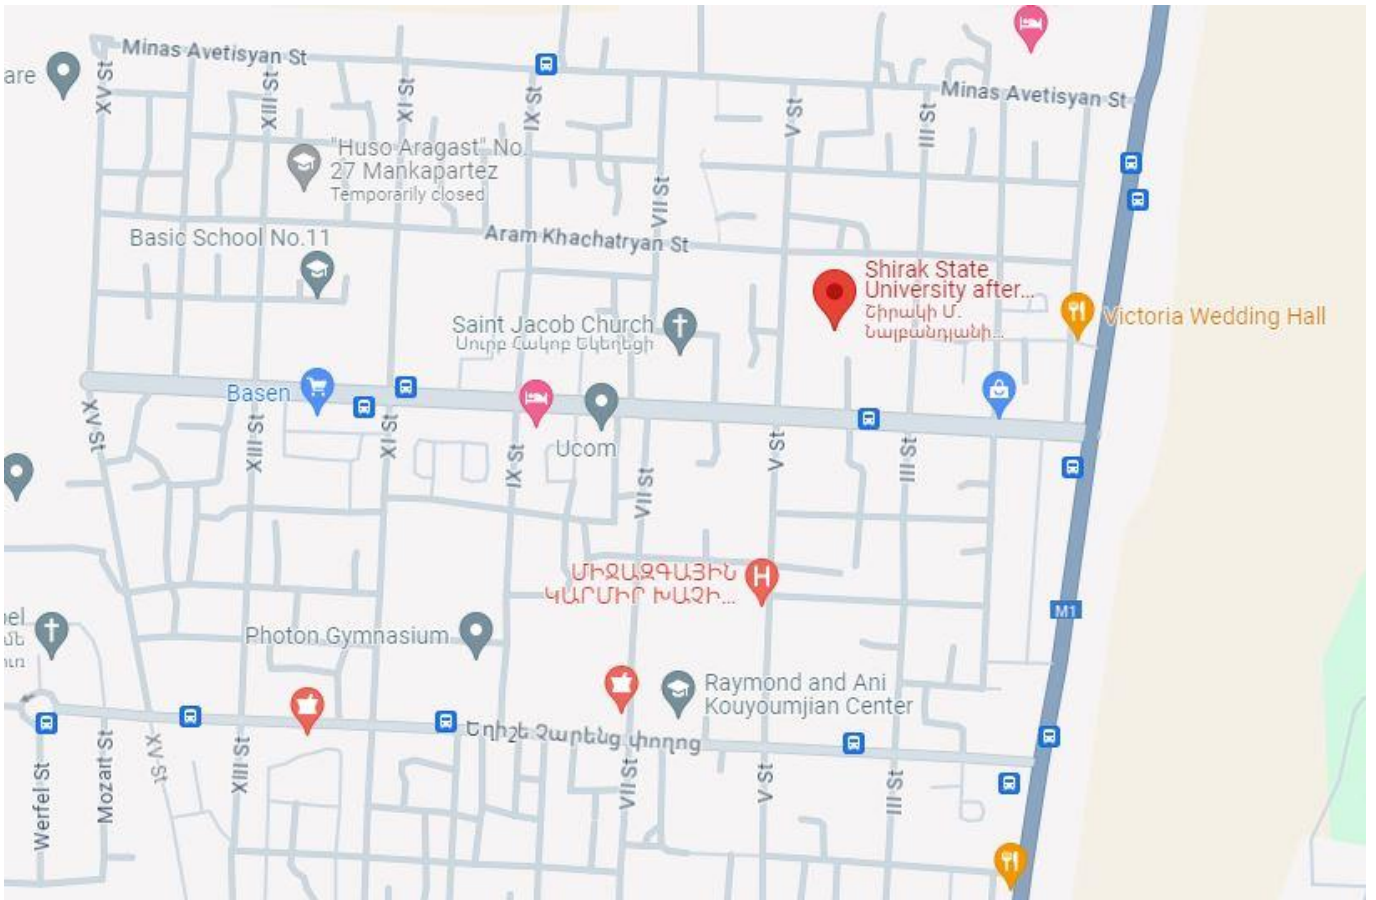 Minas Avetisyan St
are
XV St
XIII St
XI St
IX St
Minas Avetisyan St
V St
III St
"Huso Aragast" No.
27 Mankapartez
Temporarily closed
VII St
Basic School No.11
Aram Khachatryan St
Shirak State
University after...
Շիրակի Մ.
Նալբանդյանի...
Victoria Wedding Hall
Saint Jacob Church
Սուրբ Հակոբ Եկեղեցի
Basen
XV St
XIII St
XI St
IX St
Ucom
VII St
V St
III St
ՄԻՋԱԶԳԱՅԻՆ
ԿԱՐՄԻՐ ԽԱՉԻ...
H
M1
Photon Gymnasium
Raymond and Ani
Kouyoumjian Center
Եղիշե Չարենց փողոց
Werfel St
Mozart St
XV St
XIII St
VII St
V St
III St